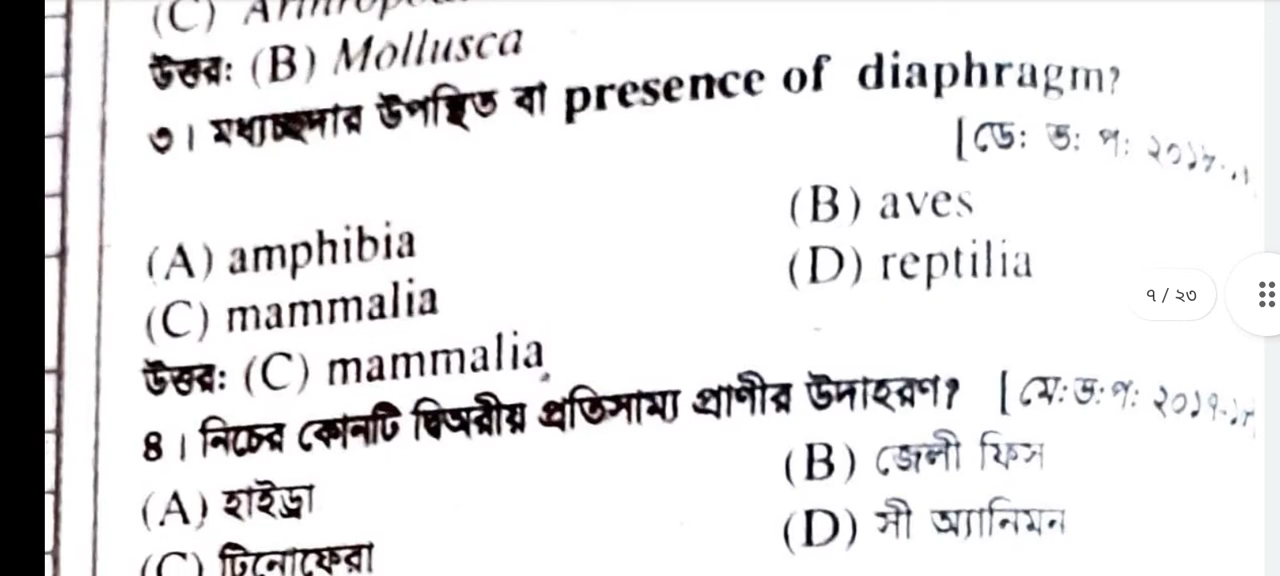 (C)
উত্তর: (B) Mollusca
৩। মধ্যচ্ছদার উপস্থিত বা presence of diaphragm?
[ডে: ভ: প:
(A) amphibia (B) aves
(C) mammalia (D) reptilia
উত্তর: (C) mammalia
৪। নিচের কোনটি দ্বিঅরীয় প্রতিসাম্য প্রাণীর উদাহরণ? [মে:ভ:প: ২০১৭-১৮
(A) হাইড্রা (B) জেলী ফিস
(C) টিনোফেরা (D) সী অ্যানিমন
৭ / ২৩